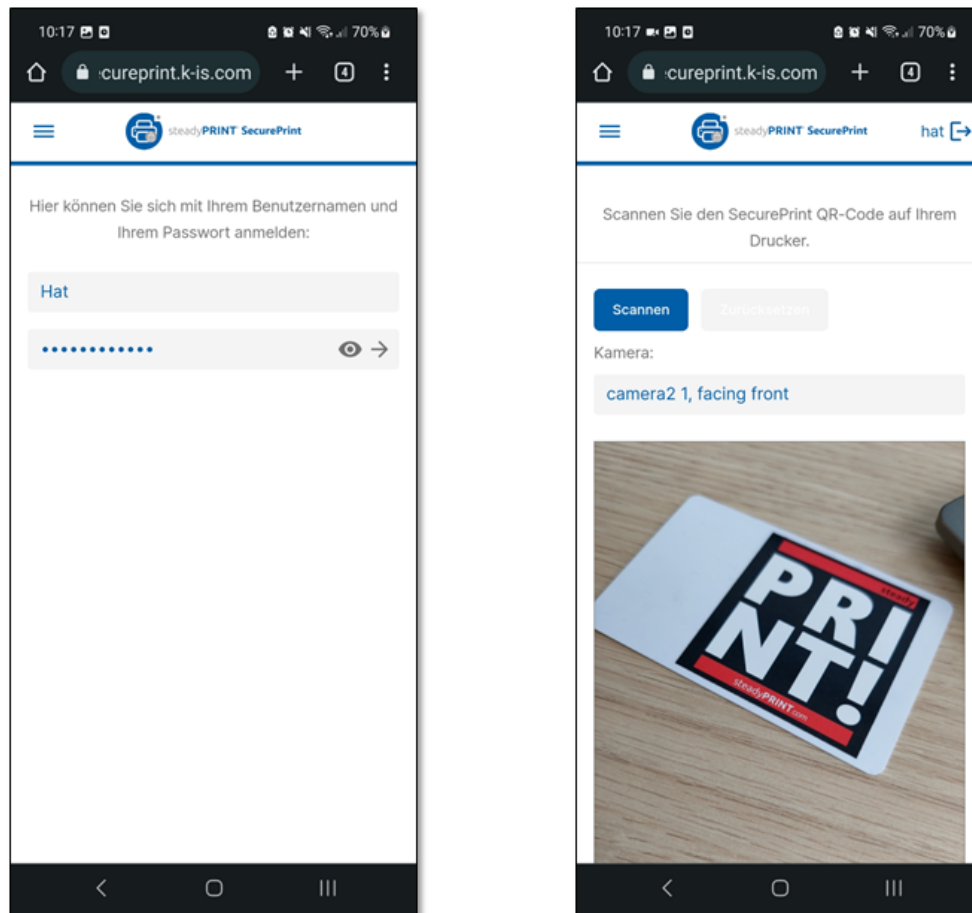 10:17
70%
:cureprint.k-is.com
4
steadyPRINT SecurePrint
Hier können Sie sich mit Ihrem Benutzernamen und
Ihrem Passwort anmelden:
Hat
••••••••••••
10:17
70%
:cureprint.k-is.com
4
steadyPRINT SecurePrint
hat
Scannen Sie den SecurePrint QR-Code auf Ihrem
Drucker.
Scannen
Zurücksetzen
Kamera:
camera2 1, facing front
steady
PRI
NT!
steadyPRINT.com